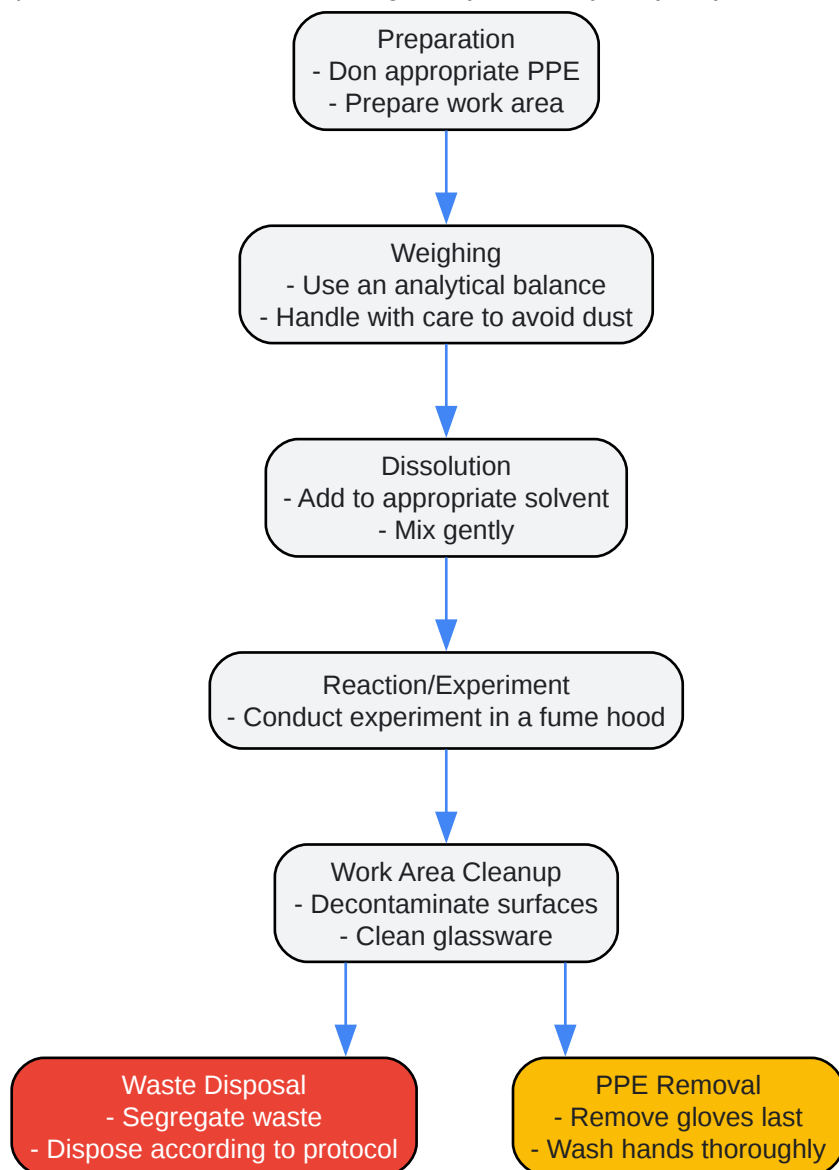 Preparation
- Don appropriate PPE
- Prepare work area
Weighing
- Use an analytical balance
- Handle with care to avoid dust
Dissolution
- Add to appropriate solvent
- Mix gently
Reaction/Experiment
- Conduct experiment in a fume hood
Work Area Cleanup
- Decontaminate surfaces
- Clean glassware
Waste Disposal
- Segregate waste
- Dispose according to protocol
PPE Removal
- Remove gloves last
- Wash hands thoroughly